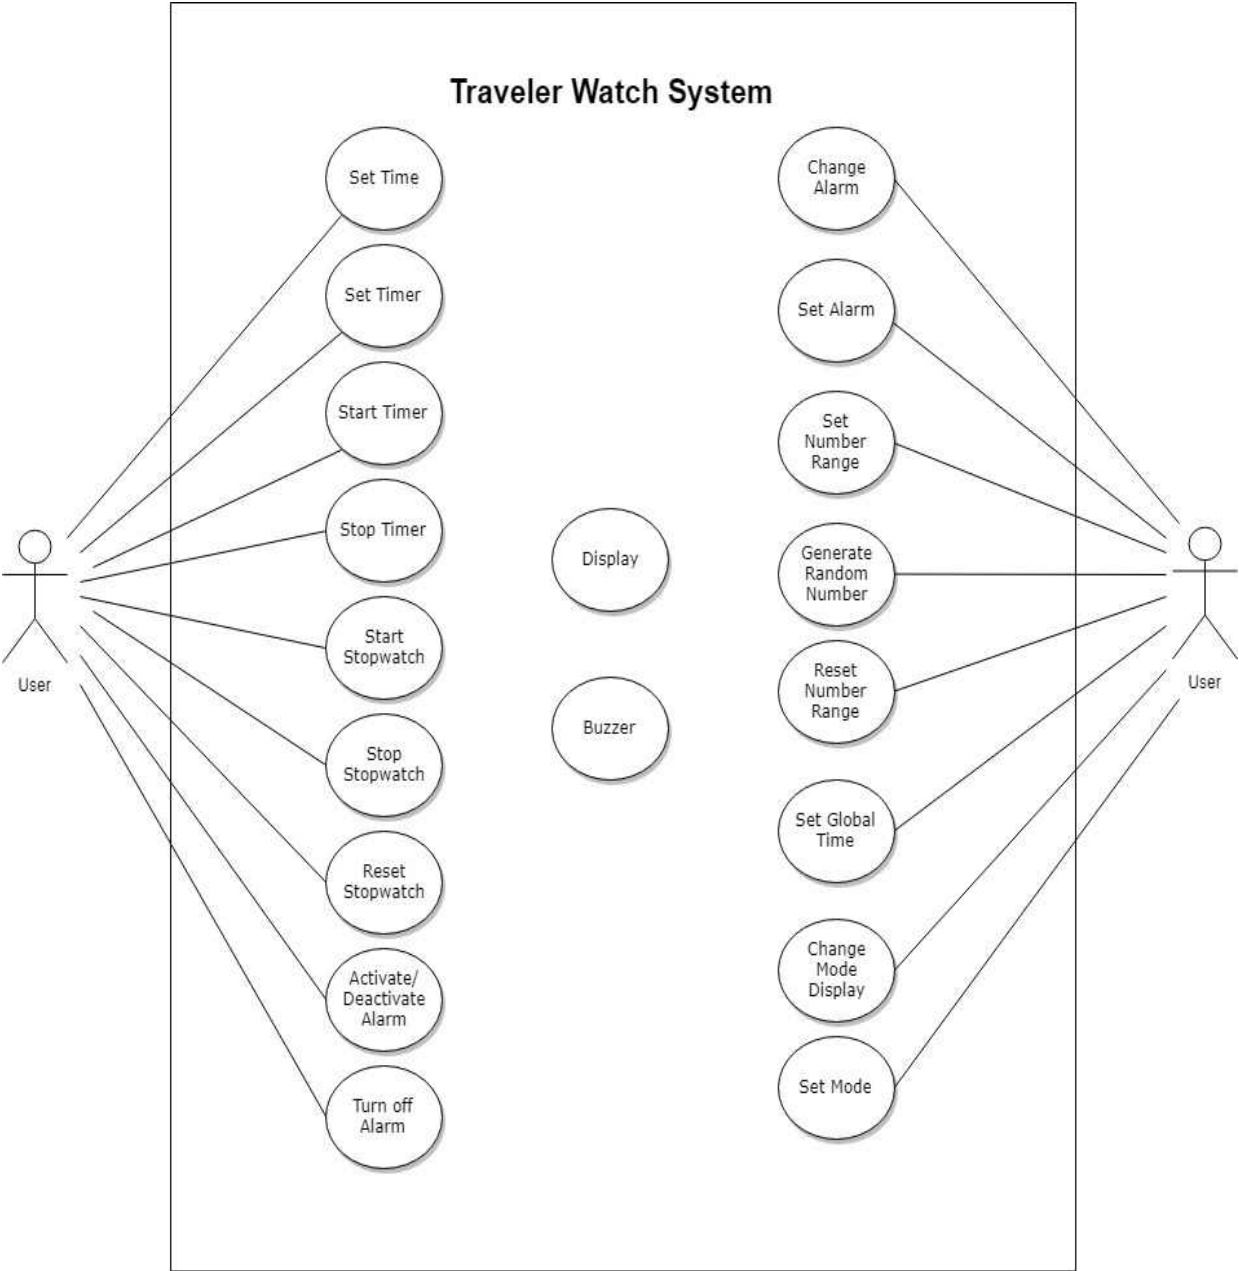 Traveler Watch System
Set Time
Set Timer
Start Timer
Stop Timer
Start
Stopwatch
Stop
Stopwatch
Reset
Stopwatch
Activate/
Deactivate
Alarm
Turn off
Alarm
User
Display
Buzzer
Change
Alarm
Set Alarm
Set
Number
Range
Generate
Random
Number
Reset
Number
Range
Set Global
Time
Change
Mode
Display
Set Mode
User